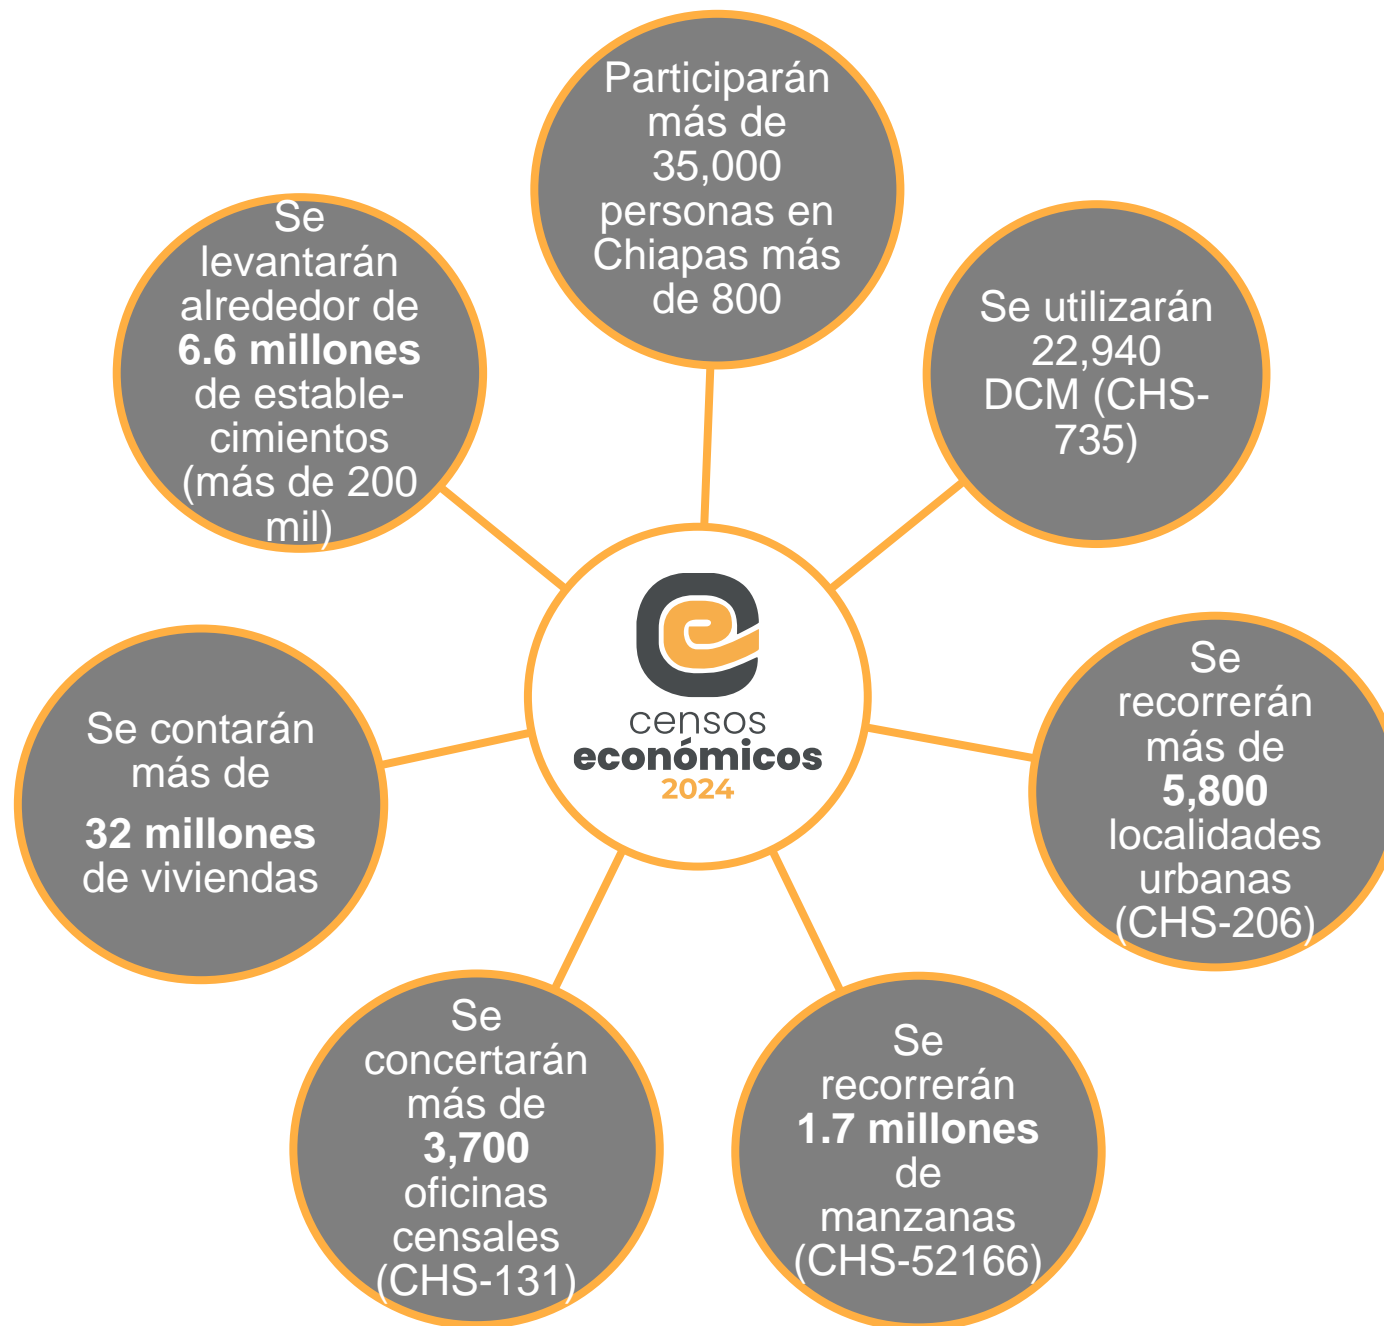 Participarán
más de
35,000
personas en
Chiapas más
de 800
Se utilizarán
22,940
DCM (CHS-
735)
Se
recorrerán
más de
5,800
localidades
urbanas
(CHS-206)
Se
recorrerán
1.7 millones
de
manzanas
(CHS-52166)
Se
concertarán
más de
3,700
oficinas
censales
(CHS-131)
Se contarán
más de
32 millones
de viviendas
Se
levantarán
alrededor de
6.6 millones
de estable-
cimientos
(más de 200
mil)
censos
económicos
2024